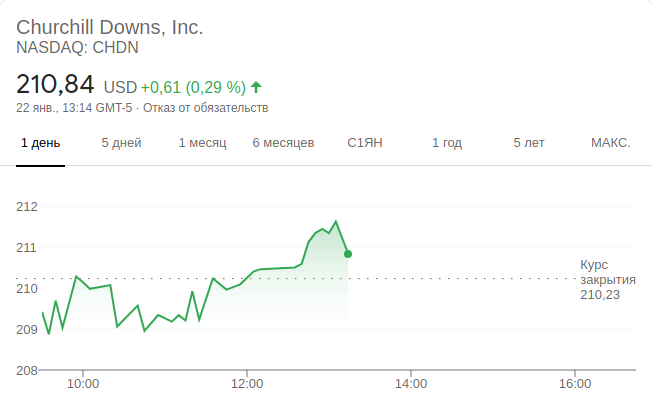 Churchill Downs, Inc.
NASDAQ: CHDN
210,84 USD +0,61 (0,29 %)
22 янв., 13:14 GMT-5 · Отказ от обязательств
1 день 5 дней 1 месяц 6 месяцев С1ЯН 1 год 5 лет МАКС.
212
211
Курс
закрытия
210,23
210
209
208
10:00 12:00 14:00 16:00